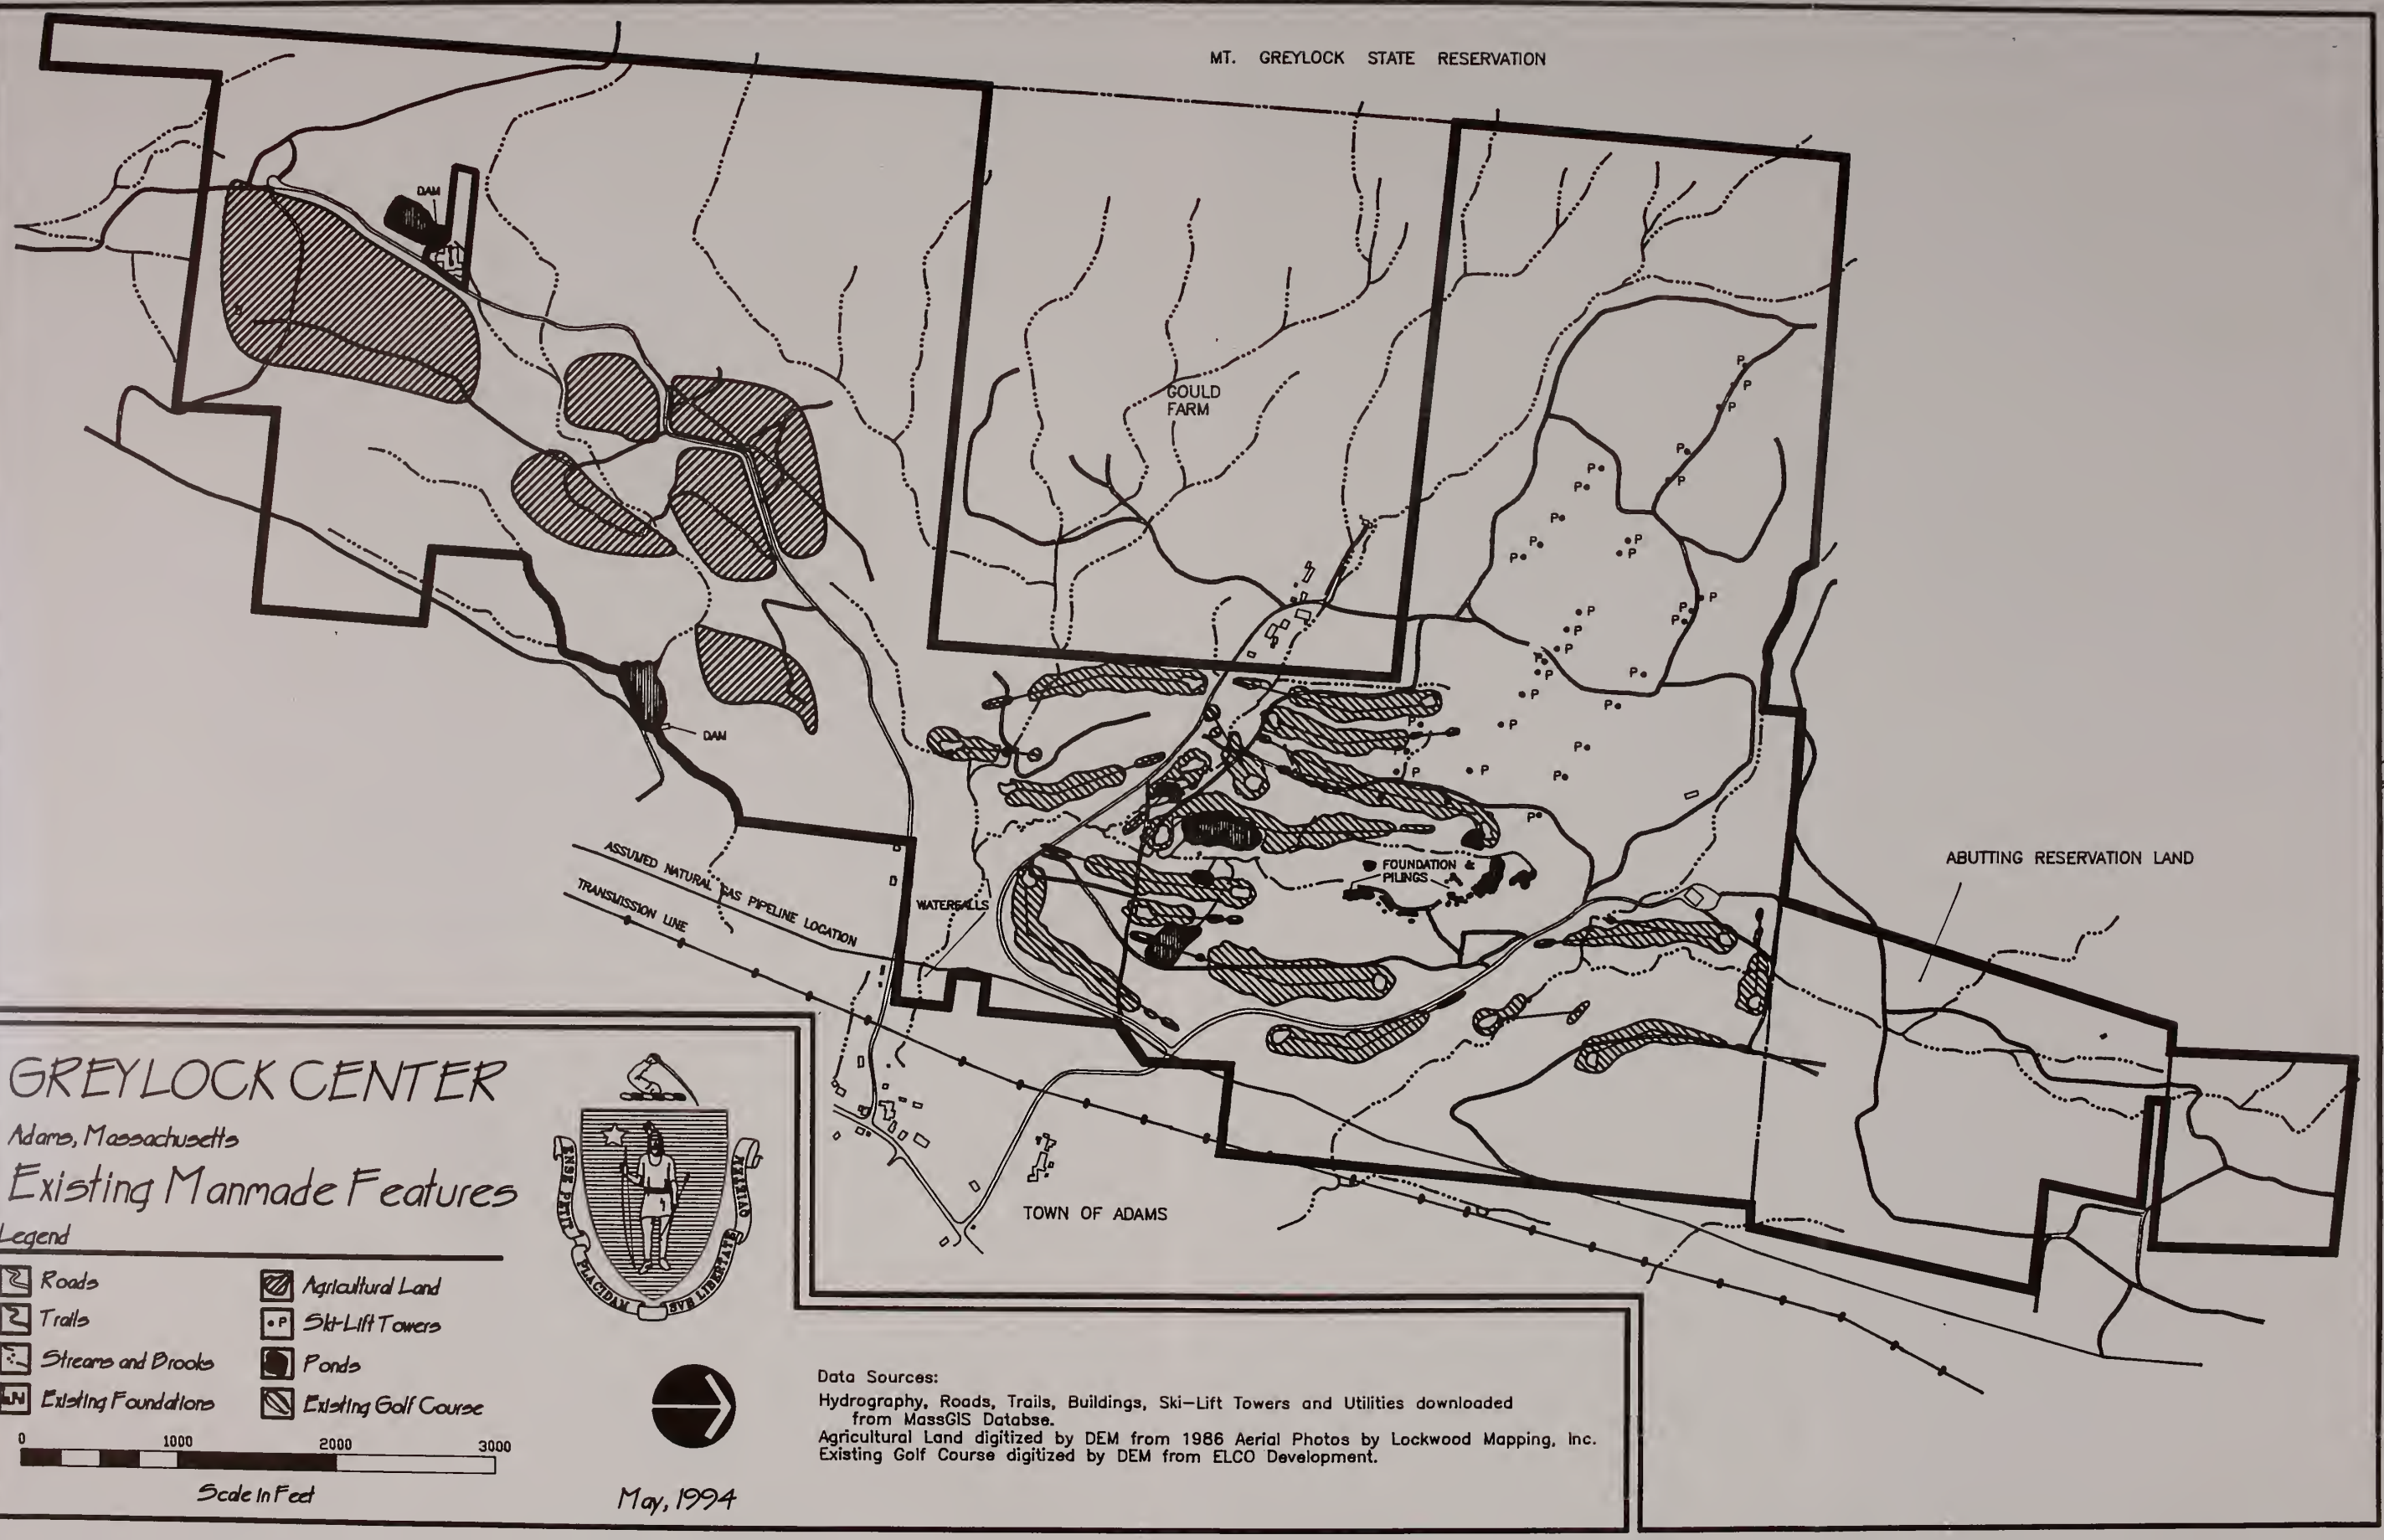 MT. GREYLOCK STATE RESERVATION
DAM
GOULD
FARM
DAM
ABUTTING RESERVATION LAND
FOUNDATION &
PILINGS
WATERFALLS
ASSUMED NATURAL GAS PIPELINE LOCATION
TRANSMISSION LINE
TOWN OF ADAMS
P P P P P P P P P P P P P P P P P P P P P P P P P P P P P P P P P P
GREYLOCK CENTER
Adams, Massachusetts
Existing Manmade Features
Legend
Roads
Trails
Streams and Brooks
Existing Foundations
Agricultural Land
P
Ski-Lift Towers
Ponds
Existing Golf Course
0 1000 2000 3000
Scale In Feet
ENSE PETIT PLACIDAM SVB LIBERTATE QVIETEM
May, 1994
Data Sources:
Hydrography, Roads, Trails, Buildings, Ski-Lift Towers and Utilities downloaded
from MassGIS Databse.
Agricultural Land digitized by DEM from 1986 Aerial Photos by Lockwood Mapping, Inc.
Existing Golf Course digitized by DEM from ELCO Development.